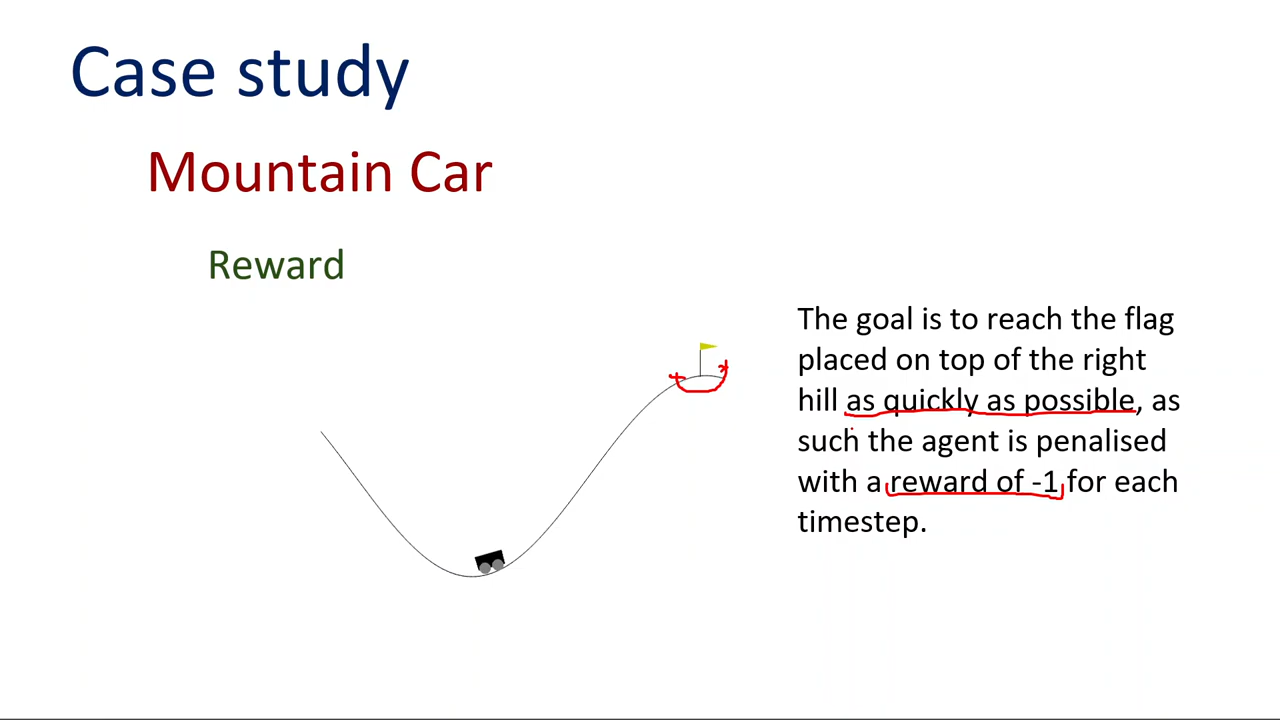 Case study
Mountain Car
Reward
The goal is to reach the flag
placed on top of the right
hill as quickly as possible, as
such the agent is penalised
with a reward of -1 for each
timestep.